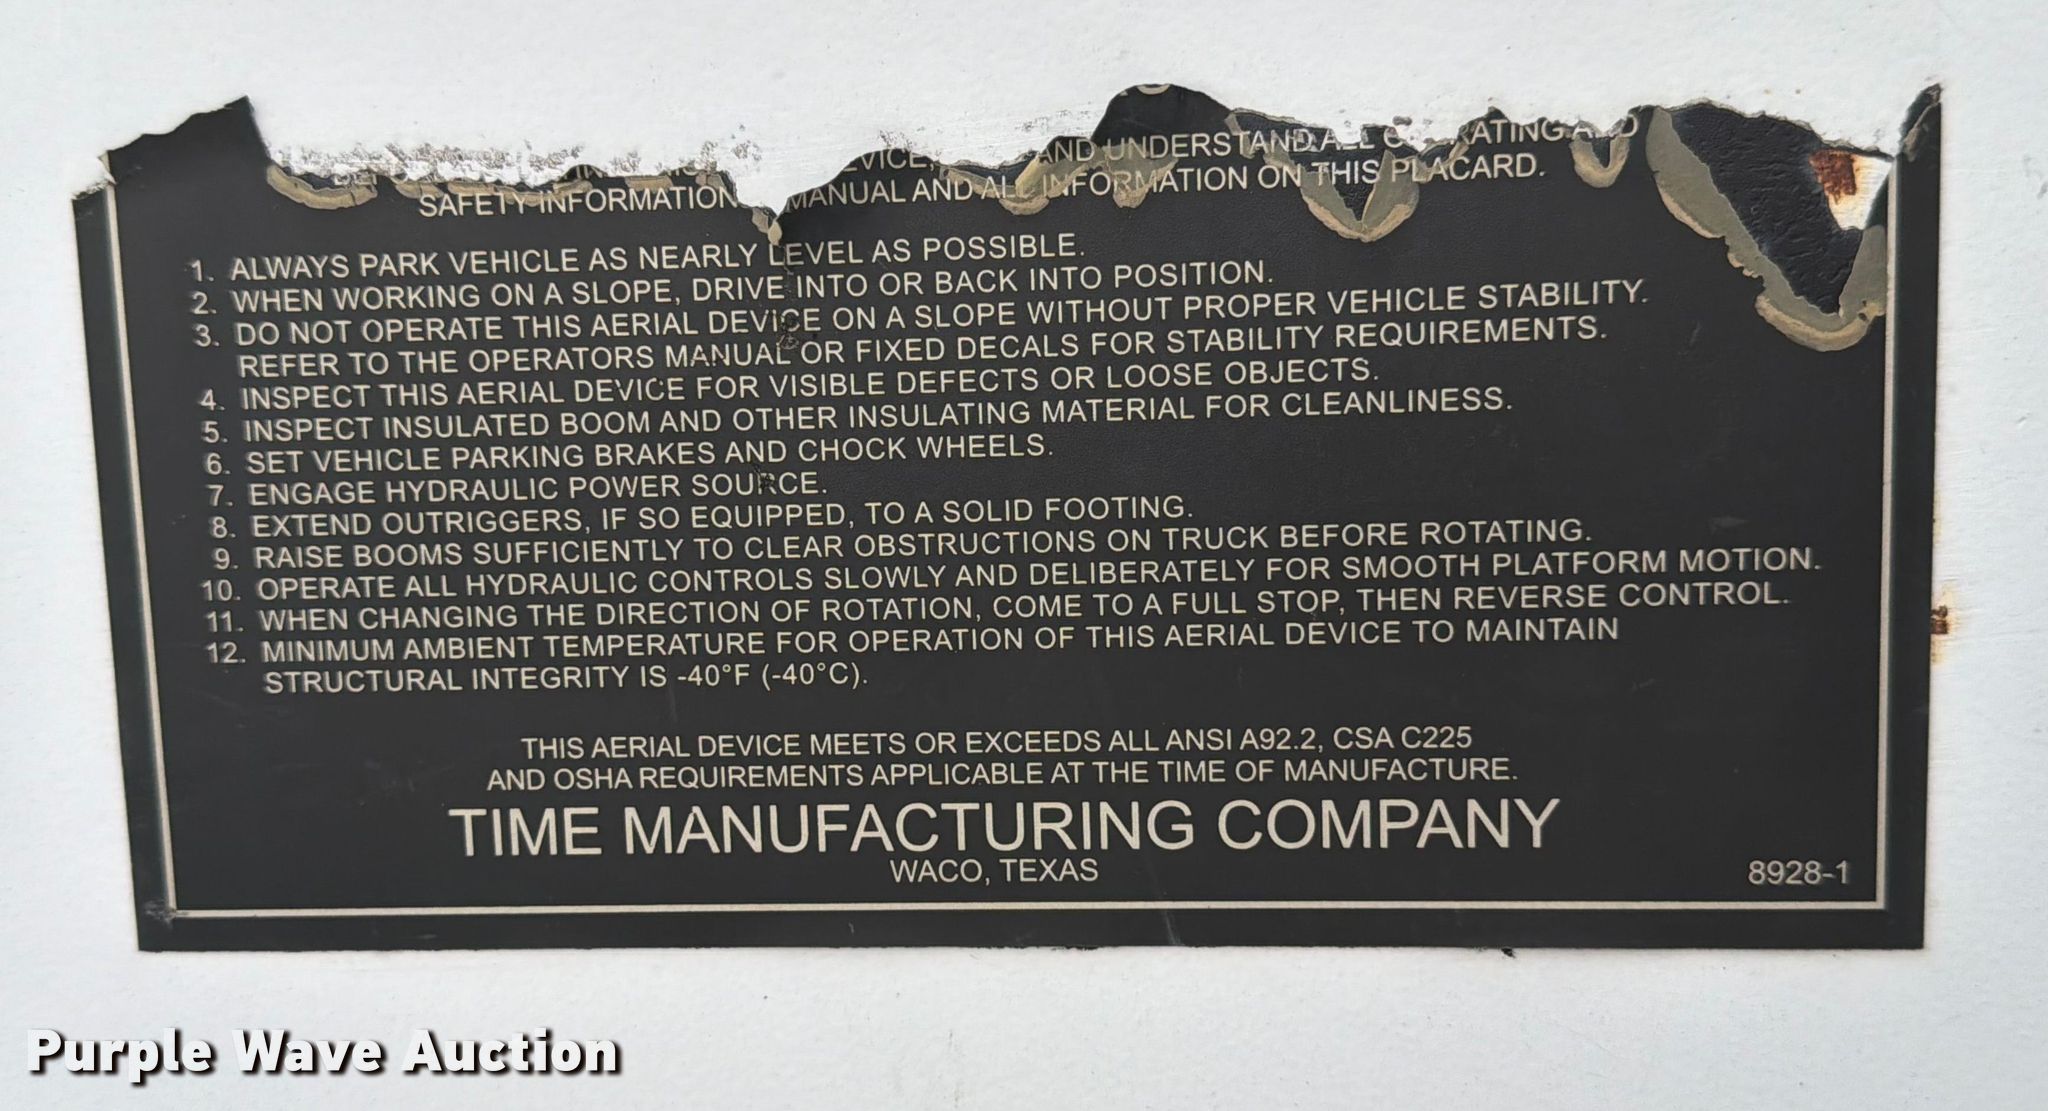 AND UNDERSTAND ALL
SAFETY INFORMATION MANUAL AND ALL INFORMATION ON THIS PLACARD.
1. ALWAYS PARK VEHICLE AS NEARLY LEVEL AS POSSIBLE.
2. WHEN WORKING ON A SLOPE, DRIVE INTO OR BACK INTO POSITION.
3. DO NOT OPERATE THIS AERIAL DEVICE ON A SLOPE WITHOUT PROPER VEHICLE STABILITY.
REFER TO THE OPERATORS MANUAL OR FIXED DECALS FOR STABILITY REQUIREMENTS.
4. INSPECT THIS AERIAL DEVICE FOR VISIBLE DEFECTS OR LOOSE OBJECTS.
5. INSPECT INSULATED BOOM AND OTHER INSULATING MATERIAL FOR CLEANLINESS.
6. SET VEHICLE PARKING BRAKES AND CHOCK WHEELS.
7. ENGAGE HYDRAULIC POWER SOURCE.
8. EXTEND OUTRIGGERS, IF SO EQUIPPED, TO A SOLID FOOTING.
9. RAISE BOOMS SUFFICIENTLY TO CLEAR OBSTRUCTIONS ON TRUCK BEFORE ROTATING.
10. OPERATE ALL HYDRAULIC CONTROLS SLOWLY AND DELIBERATELY FOR SMOOTH PLATFORM MOTION.
11. WHEN CHANGING THE DIRECTION OF ROTATION, COME TO A FULL STOP, THEN REVERSE CONTROL.
12. MINIMUM AMBIENT TEMPERATURE FOR OPERATION OF THIS AERIAL DEVICE TO MAINTAIN
STRUCTURAL INTEGRITY IS -40°F (-40°C).
THIS AERIAL DEVICE MEETS OR EXCEEDS ALL ANSI A92.2, CSA C225
AND OSHA REQUIREMENTS APPLICABLE AT THE TIME OF MANUFACTURE.
TIME MANUFACTURING COMPANY
WACO, TEXAS
8928-1
Purple Wave Auction